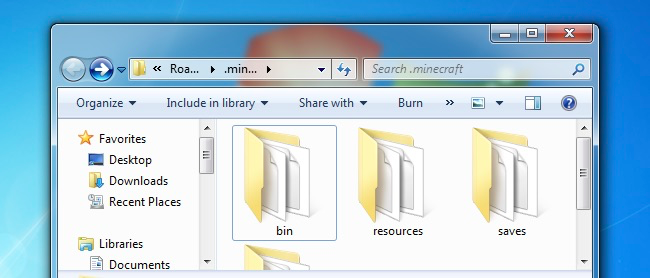 « Roa... .min...
Search .minecraft
Organize Include in library Share with Burn »
Favorites
Desktop
Downloads
Recent Places
Libraries
Documents
bin resources saves